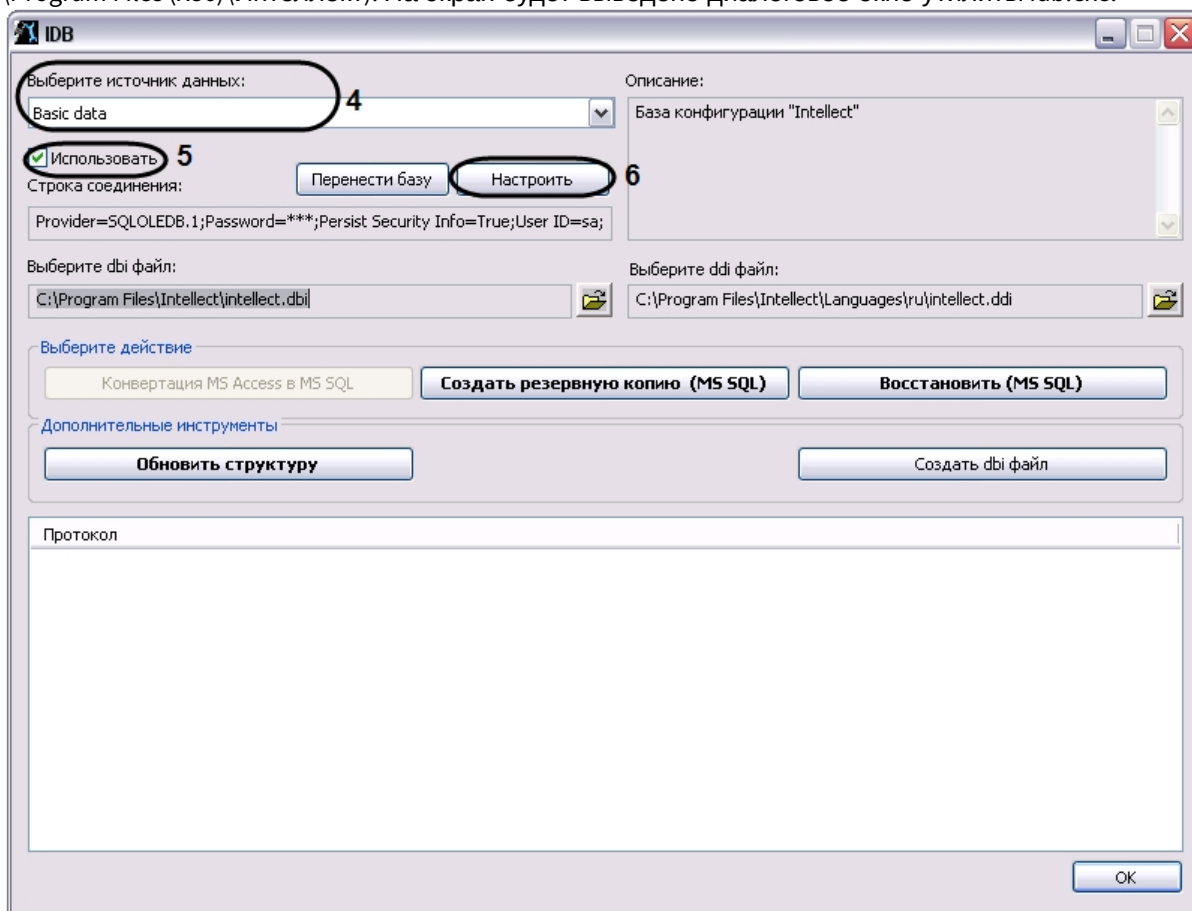 IDB
Выберите источник данных:
4
Basic data
Описание:
База конфигурации "Intellect"
Использовать
5
Перенести базу
Настроить
6
Строка соединения:
Provider=SQLOLEDB.1;Password=***;Persist Security Info=True;User ID=sa;
Выберите dbi файл:
C:\Program Files\Intellect\intellect.dbi
Выберите ddi файл:
C:\Program Files\Intellect\Languages\ru\intellect.ddi
Выберите действие
Конвертация MS Access в MS SQL
Создать резервную копию (MS SQL)
Восстановить (MS SQL)
Дополнительные инструменты
Обновить структуру
Создать dbi файл
Протокол
OK